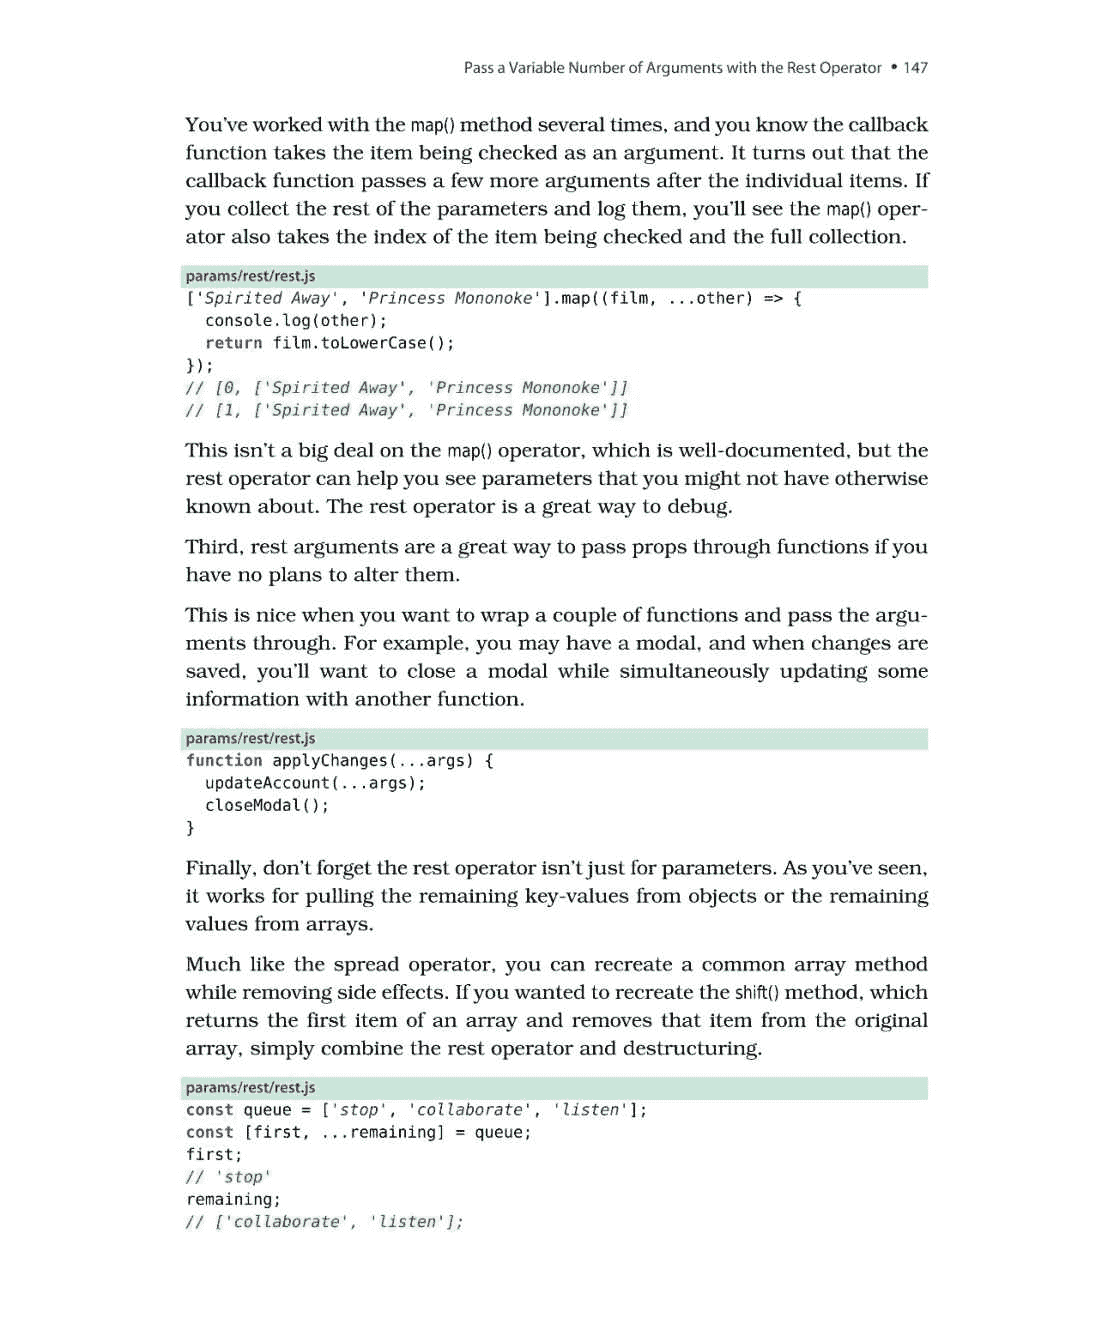 Pass a Variable Number of Arguments with the Rest Operator • 147
You've worked with the map() method several times, and you know the callback
function takes the item being checked as an argument. It turns out that the
callback function passes a few more arguments after the individual items. If
you collect the rest of the parameters and log them, you'll see the map() oper-
ator also takes the index of the item being checked and the full collection.
params/rest/rest.js
['Spirited Away', 'Princess Mononoke'].map((film, ...other) => {
  console.log(other);
  return film.toLowerCase();
});
// [0, ['Spirited Away', 'Princess Mononoke']]
// [1, ['Spirited Away', 'Princess Mononoke']]
This isn't a big deal on the map() operator, which is well-documented, but the
rest operator can help you see parameters that you might not have otherwise
known about. The rest operator is a great way to debug.
Third, rest arguments are a great way to pass props through functions if you
have no plans to alter them.
This is nice when you want to wrap a couple of functions and pass the argu-
ments through. For example, you may have a modal, and when changes are
saved, you'll want to close a modal while simultaneously updating some
information with another function.
params/rest/rest.js
function applyChanges(...args) {
  updateAccount(...args);
  closeModal();
}
Finally, don't forget the rest operator isn't just for parameters. As you've seen,
it works for pulling the remaining key-values from objects or the remaining
values from arrays.
Much like the spread operator, you can recreate a common array method
while removing side effects. If you wanted to recreate the shift() method, which
returns the first item of an array and removes that item from the original
array, simply combine the rest operator and destructuring.
params/rest/rest.js
const queue = ['stop', 'collaborate', 'listen'];
const [first, ...remaining] = queue;
first;
// 'stop'
remaining;
// ['collaborate', 'listen'];